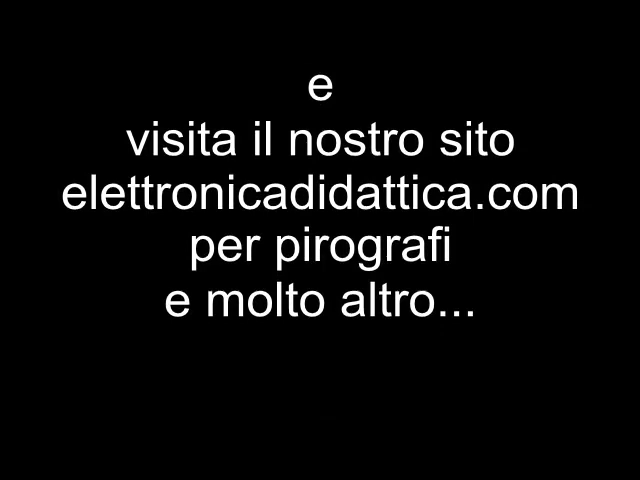 e
visita il nostro sito
elettronicadidattica.com
per pirografi
e molto altro...